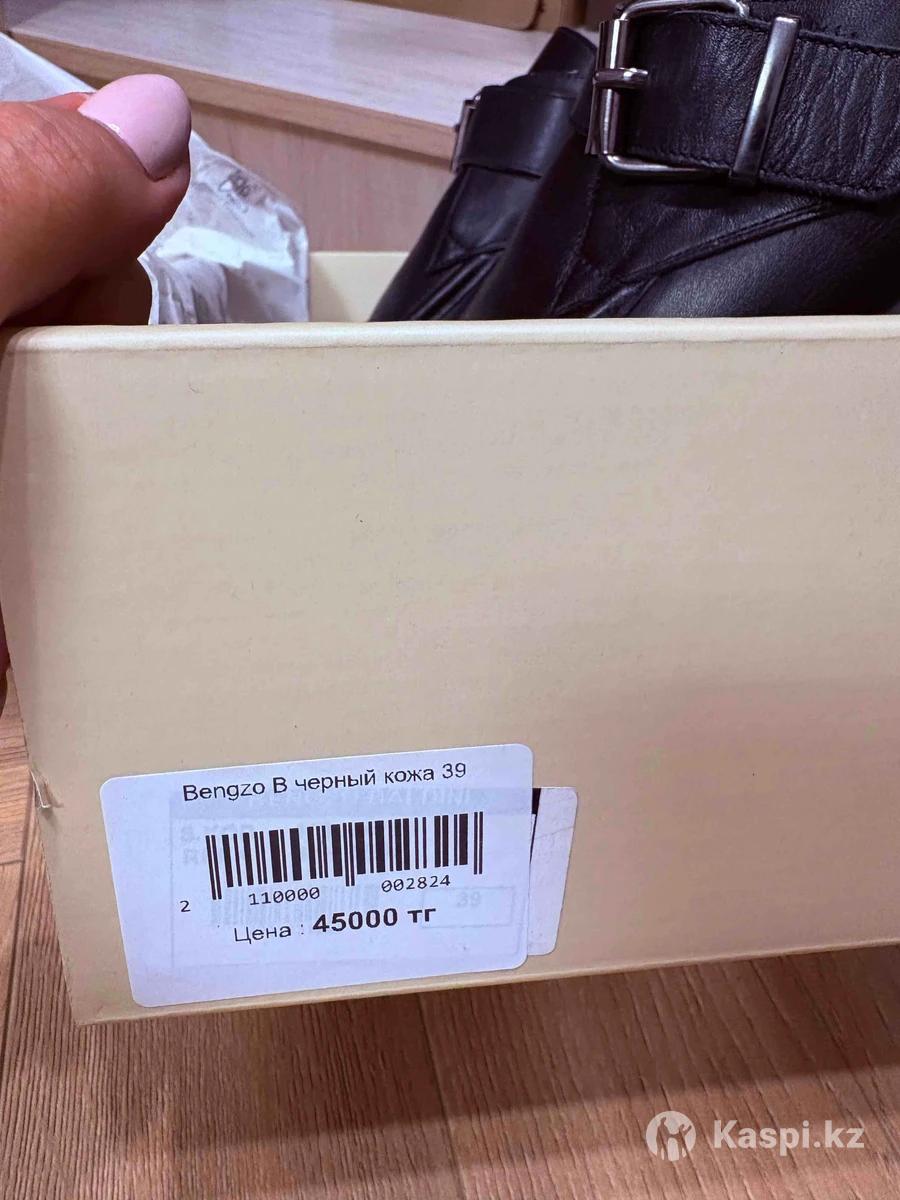 Bengzo B черный кожа 39
2 110000 002824
Цена : 45000 тг
39
Kaspi.kz